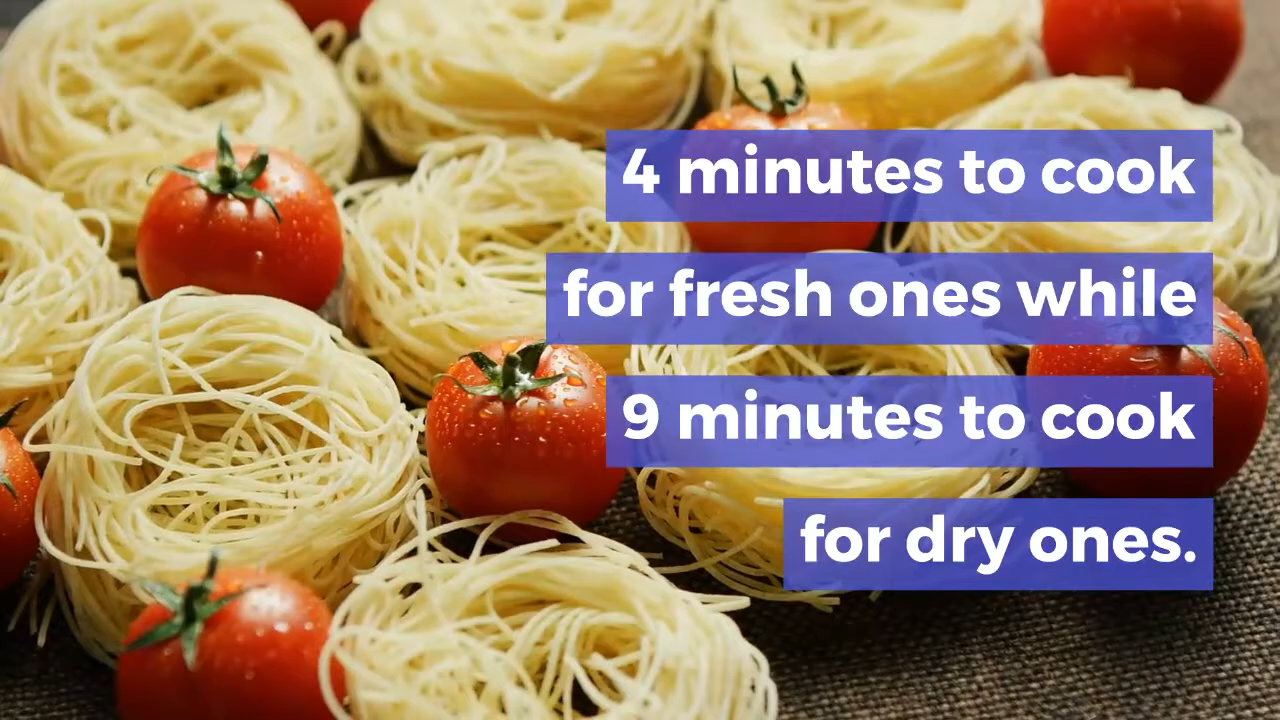 4 minutes to cook
for fresh ones while
9 minutes to cook
for dry ones.